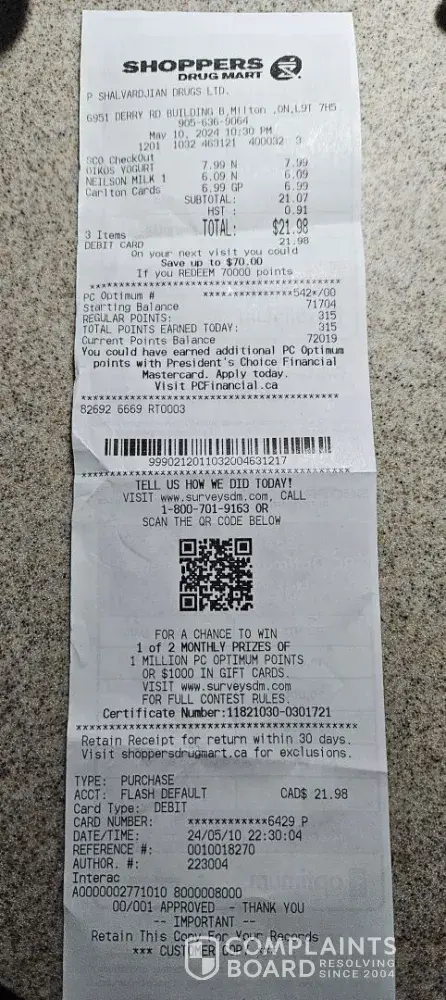 SHOPPERS
DRUG MART
P SHALVARDJIAN DRUGS LTD.
6951 DERRY RD BUILDING B,Milton ,ON,L9T 7H5
905-636-9064
May 10, 2024 10:30 PM
1201 1032 463121 400032 3
SCO CheckOut
OIKOS YOGURT 7.99 N 7.99
NEILSON MILK 1 6.09 N 6.09
Carlton Cards 6.99 GP 6.99
SUBTOTAL: 21.07
HST : 0.91
TOTAL: $21.98
3 Items
DEBIT CARD 21.98
On your next visit you could
Save up to $70.00
If you REDEEM 70000 points
****************************************
PC Optimum # ***************542*/00
Starting Balance 71704
REGULAR POINTS: 315
TOTAL POINTS EARNED TODAY: 315
Current Points Balance 72019
You could have earned additional PC Optimum
points with President's Choice Financial
Mastercard. Apply today.
Visit PCFinancial.ca
****************************************
82692 6669 RT0003
9990212011032004631217
****************************************
TELL US HOW WE DID TODAY!
VISIT www.surveysdm.com, CALL
1-800-701-9163 OR
SCAN THE QR CODE BELOW
FOR A CHANCE TO WIN
1 of 2 MONTHLY PRIZES OF
1 MILLION PC OPTIMUM POINTS
OR $1000 IN GIFT CARDS.
VISIT www.surveysdm.com
FOR FULL CONTEST RULES.
Certificate Number:11821030-0301721
****************************************
Retain Receipt for return within 30 days.
Visit shoppersdrugmart.ca for exclusions.
TYPE: PURCHASE
ACCT: FLASH DEFAULT CAD$ 21.98
Card Type: DEBIT
CARD NUMBER: ************6429 P
DATE/TIME: 24/05/10 22:30:04
REFERENCE #: 0010018270
AUTHOR. #: 223004
Interac
A0000002771010 8000008000
00/001 APPROVED - THANK YOU
-- IMPORTANT --
Retain This Copy For Your Records
*** CUSTOMER COPY ***
COMPLAINTS
BOARD RESOLVING
SINCE 2004